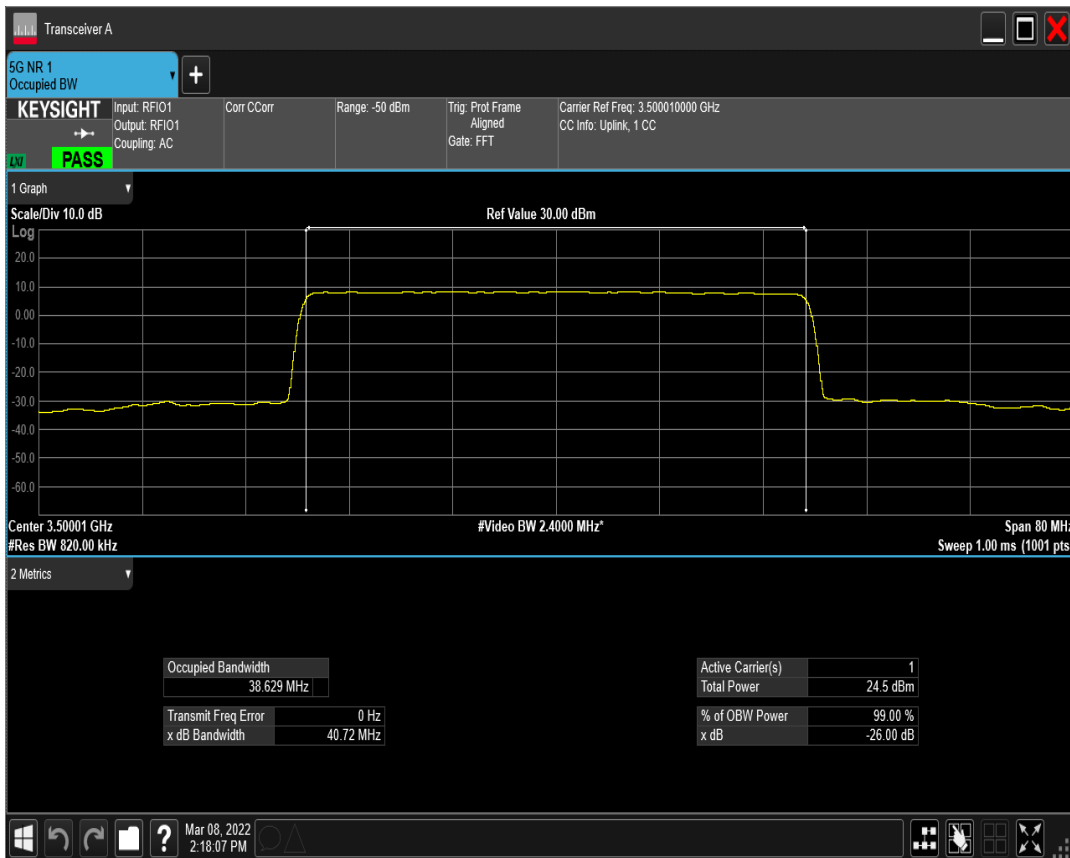 Transceiver A
5G NR 1
Occupied BW
KEYSIGHT
LXI
PASS
Input: RFIO1
Output: RFIO1
Coupling: AC
Corr CCorr
Range: -50 dBm
Trig: Prot Frame
Aligned
Gate: FFT
Carrier Ref Freq: 3.500010000 GHz
CC Info: Uplink, 1 CC
1 Graph
Scale/Div 10.0 dB
Ref Value 30.00 dBm
Log
20.0
10.0
0.00
-10.0
-20.0
-30.0
-40.0
-50.0
-60.0
Center 3.50001 GHz
#Video BW 2.4000 MHz*
Span 80 MHz
#Res BW 820.00 kHz
Sweep 1.00 ms (1001 pts
2 Metrics
Occupied Bandwidth
38.629 MHz
Transmit Freq Error 0 Hz
x dB Bandwidth 40.72 MHz
Active Carrier(s) 1
Total Power 24.5 dBm
% of OBW Power 99.00 %
x dB -26.00 dB
Mar 08, 2022
2:18:07 PM